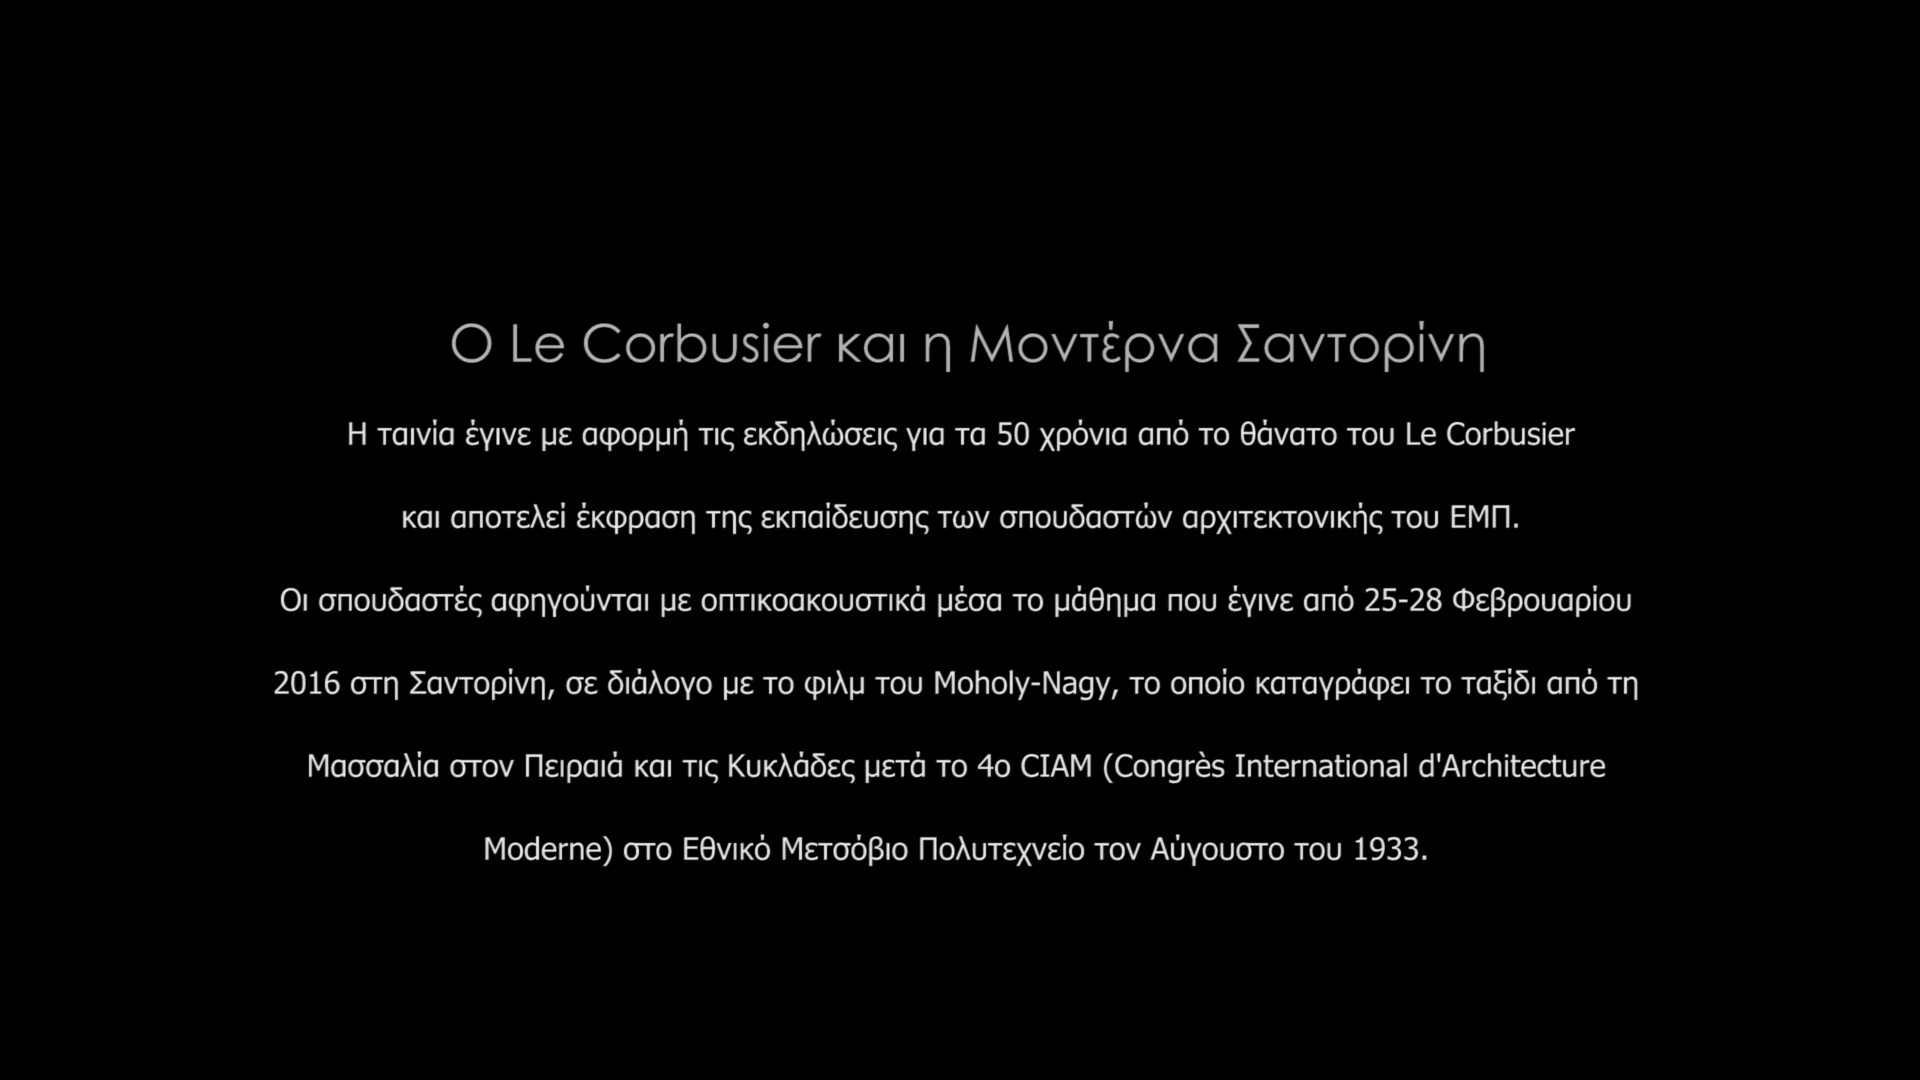 Ο Le Corbusier και η Μοντέρνα Σαντορίνη
Η ταινία έγινε με αφορμή τις εκδηλώσεις για τα 50 χρόνια από το θάνατο του Le Corbusier
και αποτελεί έκφραση της εκπαίδευσης των σπουδαστών αρχιτεκτονικής του ΕΜΠ.
Οι σπουδαστές αφηγούνται με οπτικοακουστικά μέσα το μάθημα που έγινε από 25-28 Φεβρουαρίου
2016 στη Σαντορίνη, σε διάλογο με το φιλμ του Moholy-Nagy, το οποίο καταγράφει το ταξίδι από τη
Μασσαλία στον Πειραιά και τις Κυκλάδες μετά το 4ο CIAM (Congrès International d'Architecture
Moderne) στο Εθνικό Μετσόβιο Πολυτεχνείο τον Αύγουστο του 1933.